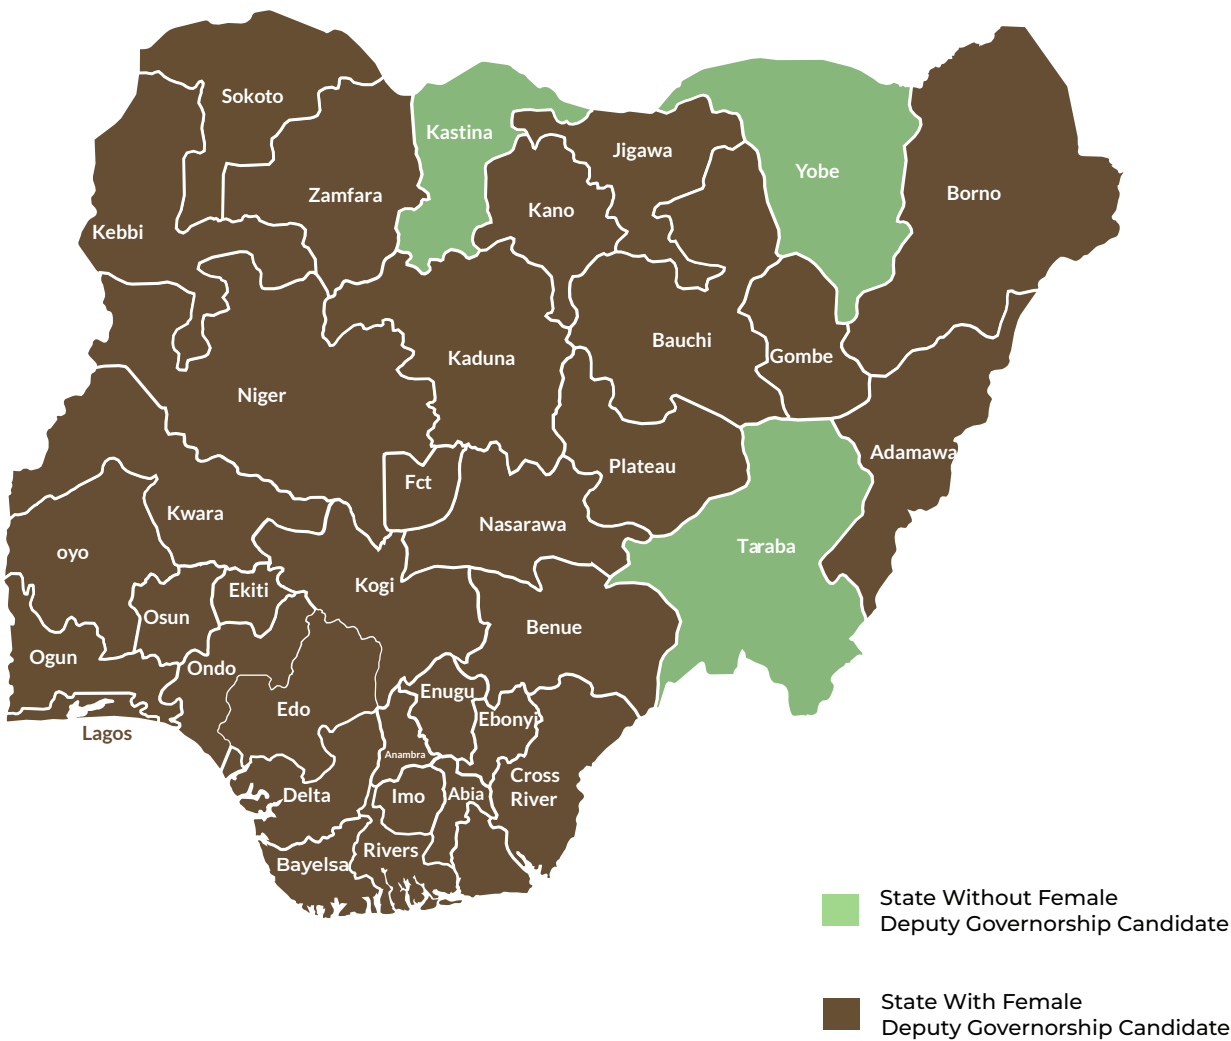 Sokoto
Kastina
Jigawa
Yobe
Borno
Zamfara
Kano
Kebbi
Bauchi
Gombe
Kaduna
Niger
Adamawa
Plateau
Fct
Kwara
Nasarawa
Taraba
oyo
Kogi
Ekiti
Osun
Benue
Ogun
Ondo
Enugu
Edo
Ebonyi
Lagos
Anambra
Cross
River
Delta
Imo
Abia
Rivers
Bayelsa
State Without Female
Deputy Governorship Candidate
State With Female
Deputy Governorship Candidate